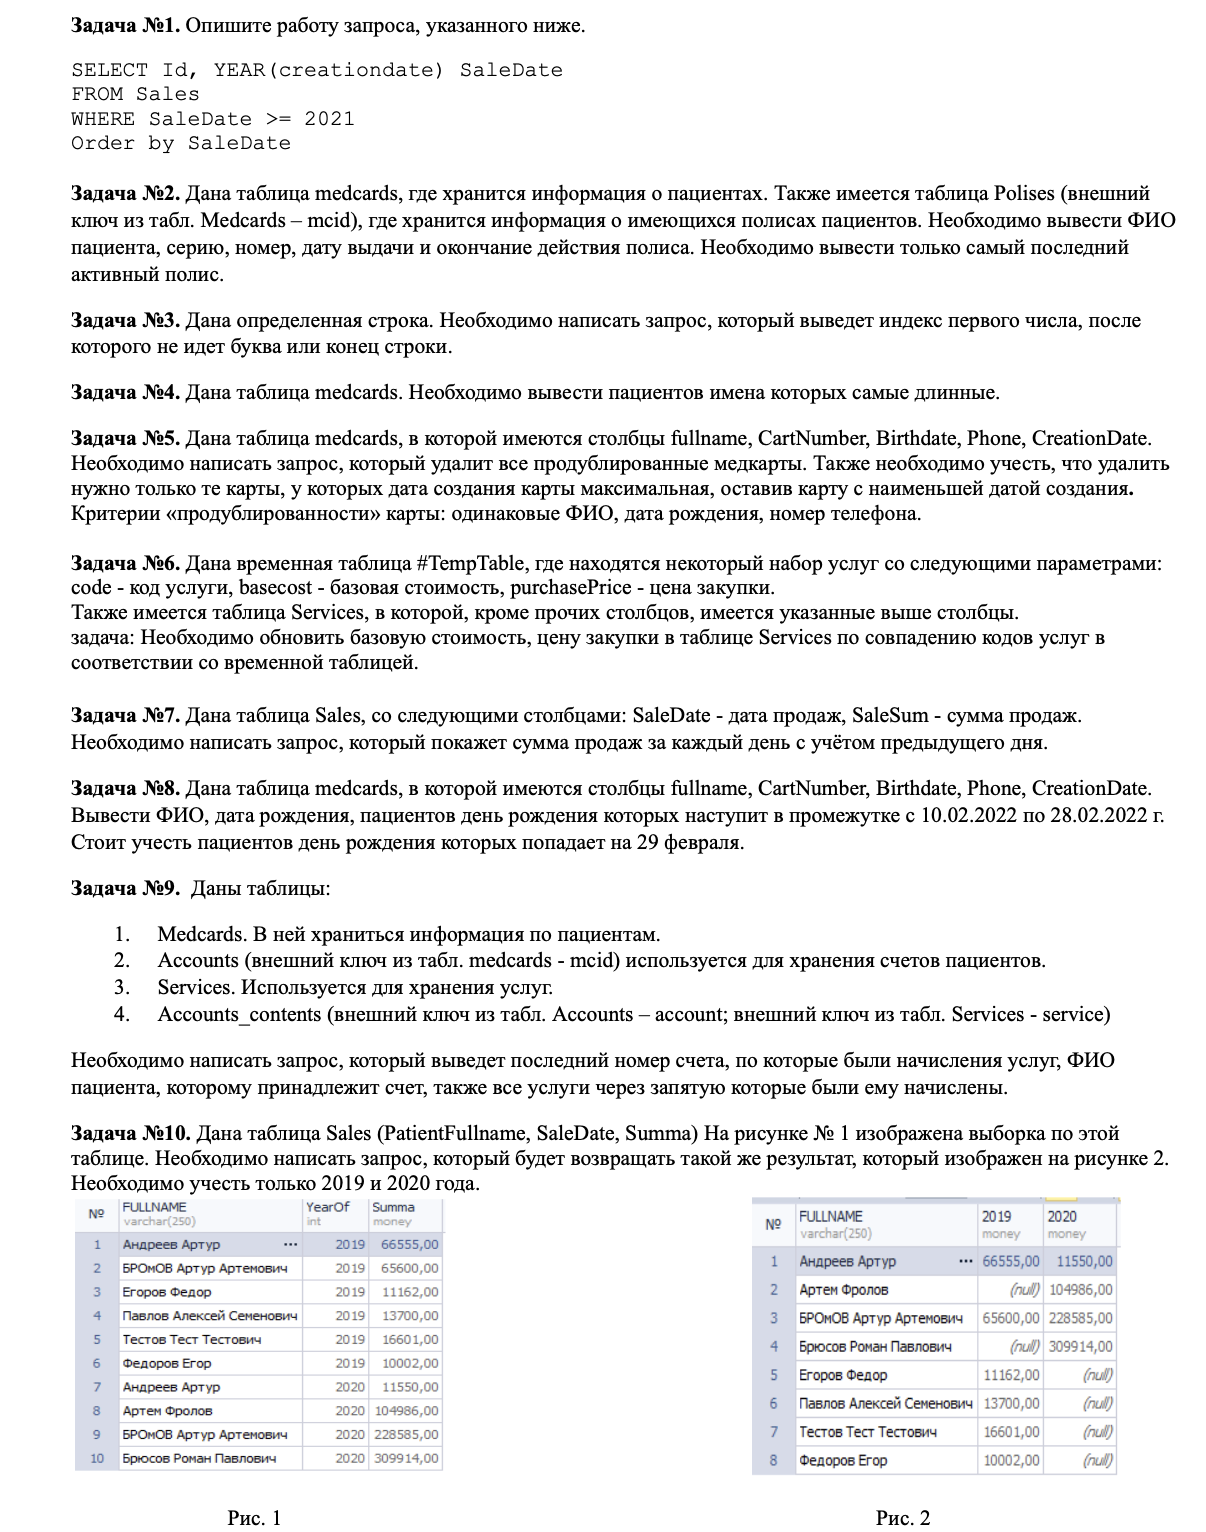 Задача №1. Опишите работу запроса, указанного ниже.
SELECT Id, YEAR(creationdate) SaleDate
FROM Sales
WHERE SaleDate >= 2021
Order by SaleDate
Задача №2. Дана таблица medcards, где хранится информация о пациентах. Также имеется таблица Polises (внешний
ключ из табл. Medcards – mcid), где хранится информация о имеющихся полисах пациентов. Необходимо вывести ФИО
пациента, серию, номер, дату выдачи и окончание действия полиса. Необходимо вывести только самый последний
активный полис.
Задача №3. Дана определенная строка. Необходимо написать запрос, который выведет индекс первого числа, после
которого не идет буква или конец строки.
Задача №4. Дана таблица medcards. Необходимо вывести пациентов имена которых самые длинные.
Задача №5. Дана таблица medcards, в которой имеются столбцы fullname, CartNumber, Birthdate, Phone, CreationDate.
Необходимо написать запрос, который удалит все продублированные медкарты. Также необходимо учесть, что удалить
нужно только те карты, у которых дата создания карты максимальная, оставив карту с наименьшей датой создания.
Критерии «продублированности» карты: одинаковые ФИО, дата рождения, номер телефона.
Задача №6. Дана временная таблица #TempTable, где находятся некоторый набор услуг со следующими параметрами:
code - код услуги, basecost - базовая стоимость, purchasePrice - цена закупки.
Также имеется таблица Services, в которой, кроме прочих столбцов, имеется указанные выше столбцы.
задача: Необходимо обновить базовую стоимость, цену закупки в таблице Services по совпадению кодов услуг в
соответствии со временной таблицей.
Задача №7. Дана таблица Sales, со следующими столбцами: SaleDate - дата продаж, SaleSum - сумма продаж.
Необходимо написать запрос, который покажет сумма продаж за каждый день с учётом предыдущего дня.
Задача №8. Дана таблица medcards, в которой имеются столбцы fullname, CartNumber, Birthdate, Phone, CreationDate.
Вывести ФИО, дата рождения, пациентов день рождения которых наступит в промежутке с 10.02.2022 по 28.02.2022 г.
Стоит учесть пациентов день рождения которых попадает на 29 февраля.
Задача №9. Даны таблицы:
1. Medcards. В ней храниться информация по пациентам.
2. Accounts (внешний ключ из табл. medcards - mcid) используется для хранения счетов пациентов.
3. Services. Используется для хранения услуг.
4. Accounts_contents (внешний ключ из табл. Accounts – account; внешний ключ из табл. Services - service)
Необходимо написать запрос, который выведет последний номер счета, по которые были начисления услуг, ФИО
пациента, которому принадлежит счет, также все услуги через запятую которые были ему начислены.
Задача №10. Дана таблица Sales (PatientFullname, SaleDate, Summa) На рисунке № 1 изображена выборка по этой
таблице. Необходимо написать запрос, который будет возвращать такой же результат, который изображен на рисунке 2.
Необходимо учесть только 2019 и 2020 года.
№ FULLNAME YearOf Summa
varchar(250) int money
1 Андреев Артур ... 2019 66555,00
2 БРОмОВ Артур Артемович 2019 65600,00
3 Егоров Федор 2019 11162,00
4 Павлов Алексей Семенович 2019 13700,00
5 Тестов Тест Тестович 2019 16601,00
6 Федоров Егор 2019 10002,00
7 Андреев Артур 2020 11550,00
8 Артем Фролов 2020 104986,00
9 БРОмОВ Артур Артемович 2020 228585,00
10 Брюсов Роман Павлович 2020 309914,00
Рис. 1
№ FULLNAME 2019 2020
varchar(250) money money
1 Андреев Артур ... 66555,00 11550,00
2 Артем Фролов (null) 104986,00
3 БРОмОВ Артур Артемович 65600,00 228585,00
4 Брюсов Роман Павлович (null) 309914,00
5 Егоров Федор 11162,00 (null)
6 Павлов Алексей Семенович 13700,00 (null)
7 Тестов Тест Тестович 16601,00 (null)
8 Федоров Егор 10002,00 (null)
Рис. 2